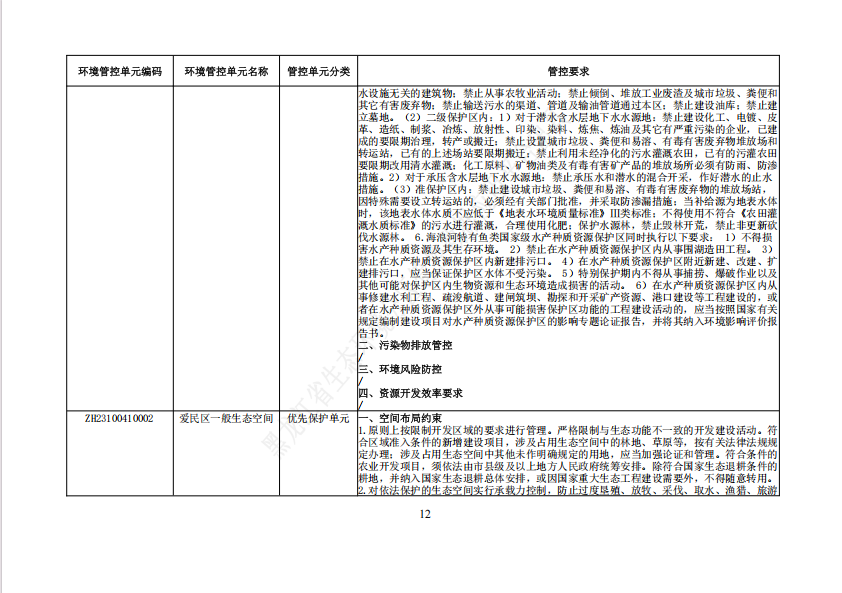 环境管控单元编码 环境管控单元名称 管控单元分类 管控要求
水设施无关的建筑物；禁止从事农牧业活动；禁止倾倒、堆放工业废渣及城市垃圾、粪便和
其它有害废弃物；禁止输送污水的渠道、管道及输油管道通过本区；禁止建设油库；禁止建
立墓地。（2）二级保护区内：1）对于潜水含水层地下水水源地：禁止建设化工、电镀、皮
革、造纸、制浆、冶炼、放射性、印染、染料、炼焦、炼油及其它有严重污染的企业，已建
成的要限期治理，转产或搬迁；禁止设置城市垃圾、粪便和易溶、有毒有害废弃物堆放场和
转运站，已有的上述场站要限期搬迁；禁止利用未经净化的污水灌溉农田，已有的污灌农田
要限期改用清水灌溉；化工原料、矿物油类及有毒有害矿产品的堆放场所必须有防雨、防渗
措施。2）对于承压含水层地下水水源地：禁止承压水和潜水的混合开采，作好潜水的止水
措施。（3）准保护区内：禁止建设城市垃圾、粪便和易溶、有毒有害废弃物的堆放场站，
因特殊需要设立转运站的，必须经有关部门批准，并采取防渗漏措施；当补给源为地表水体
时，该地表水体水质不应低于《地表水环境质量标准》Ⅲ类标准；不得使用不符合《农田灌
溉水质标准》的污水进行灌溉，合理使用化肥；保护水源林，禁止毁林开荒，禁止非更新砍
伐水源林。 6.海浪河特有鱼类国家级水产种质资源保护区同时执行以下要求： 1）不得损
害水产种质资源及其生存环境。 2）禁止在水产种质资源保护区内从事围湖造田工程。 3）
禁止在水产种质资源保护区内新建排污口。 4）在水产种质资源保护区附近新建、改建、扩
建排污口，应当保证保护区水体不受污染。 5）特别保护期内不得从事捕捞、爆破作业以及
其他可能对保护区内生物资源和生态环境造成损害的活动。 6）在水产种质资源保护区内从
事修建水利工程、疏浚航道、建闸筑坝、勘探和开采矿产资源、港口建设等工程建设的，或
者在水产种质资源保护区外从事可能损害保护区功能的工程建设活动的，应当按照国家有关
规定编制建设项目对水产种质资源保护区的影响专题论证报告，并将其纳入环境影响评价报
告书。
二、污染物排放管控
/
三、环境风险防控
/
四、资源开发效率要求
/
ZH23100410002 爱民区一般生态空间 优先保护单元 一、空间布局约束
1.原则上按限制开发区域的要求进行管理。严格限制与生态功能不一致的开发建设活动。符
合区域准入条件的新增建设项目，涉及占用生态空间中的林地、草原等，按有关法律法规规
定办理；涉及占用生态空间中其他未作明确规定的用地，应当加强论证和管理。符合条件的
农业开发项目，须依法由市县级及以上地方人民政府统筹安排。除符合国家生态退耕条件的
耕地，并纳入国家生态退耕总体安排，或因国家重大生态工程建设需要外，不得随意转用。
2.对依法保护的生态空间实行承载力控制，防止过度垦殖、放牧、采伐、取水、渔猎、旅游
黑龙江省生态
12